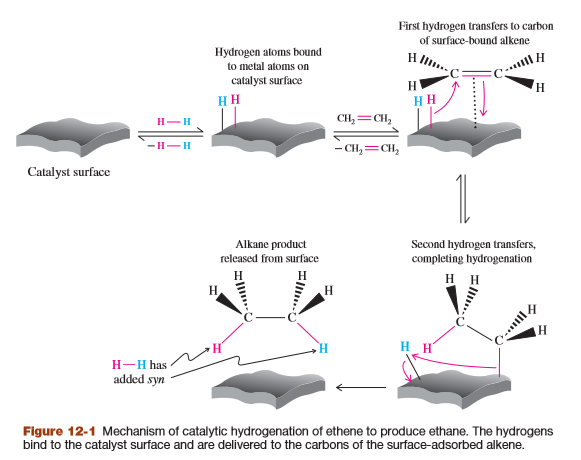 First hydrogen transfers to carbon
of surface-bound alkene
Hydrogen atoms bound
to metal atoms on
catalyst surface
H H
H C C H
H H
H H
H H
H—H
CH2=CH2
−H—H
− CH2=CH2
Catalyst surface
Alkane product
released from surface
Second hydrogen transfers,
completing hydrogenation
H H
H H
C—C
H H
H—H has
added syn
H H
C H
C H
H H
Figure 12-1 Mechanism of catalytic hydrogenation of ethene to produce ethane. The hydrogens
bind to the catalyst surface and are delivered to the carbons of the surface-adsorbed alkene.